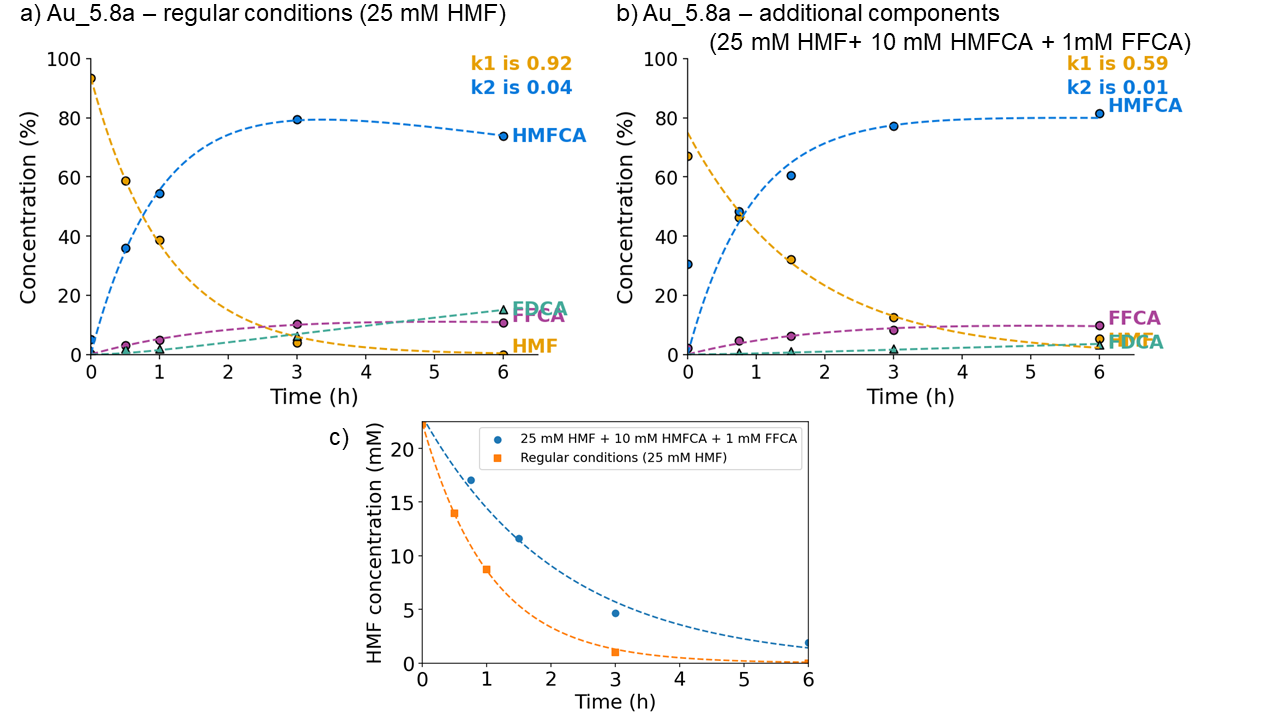 a) Au_5.8a – regular conditions (25 mM HMF)
b) Au_5.8a – additional components
(25 mM HMF+ 10 mM HMFCA + 1mM FFCA)
k1 is 0.92
k2 is 0.04
HMFCA
FDCA
FFCA
HMF
Concentration (%)
100
80
60
40
20
0
0 1 2 3 4 5 6
Time (h)
k1 is 0.59
k2 is 0.01
HMFCA
FFCA
HMF
FDCA
Concentration (%)
100
80
60
40
20
0
0 1 2 3 4 5 6
Time (h)
c)
25 mM HMF + 10 mM HMFCA + 1 mM FFCA
Regular conditions (25 mM HMF)
HMF concentration (mM)
20
15
10
5
0
0 1 2 3 4 5 6
Time (h)